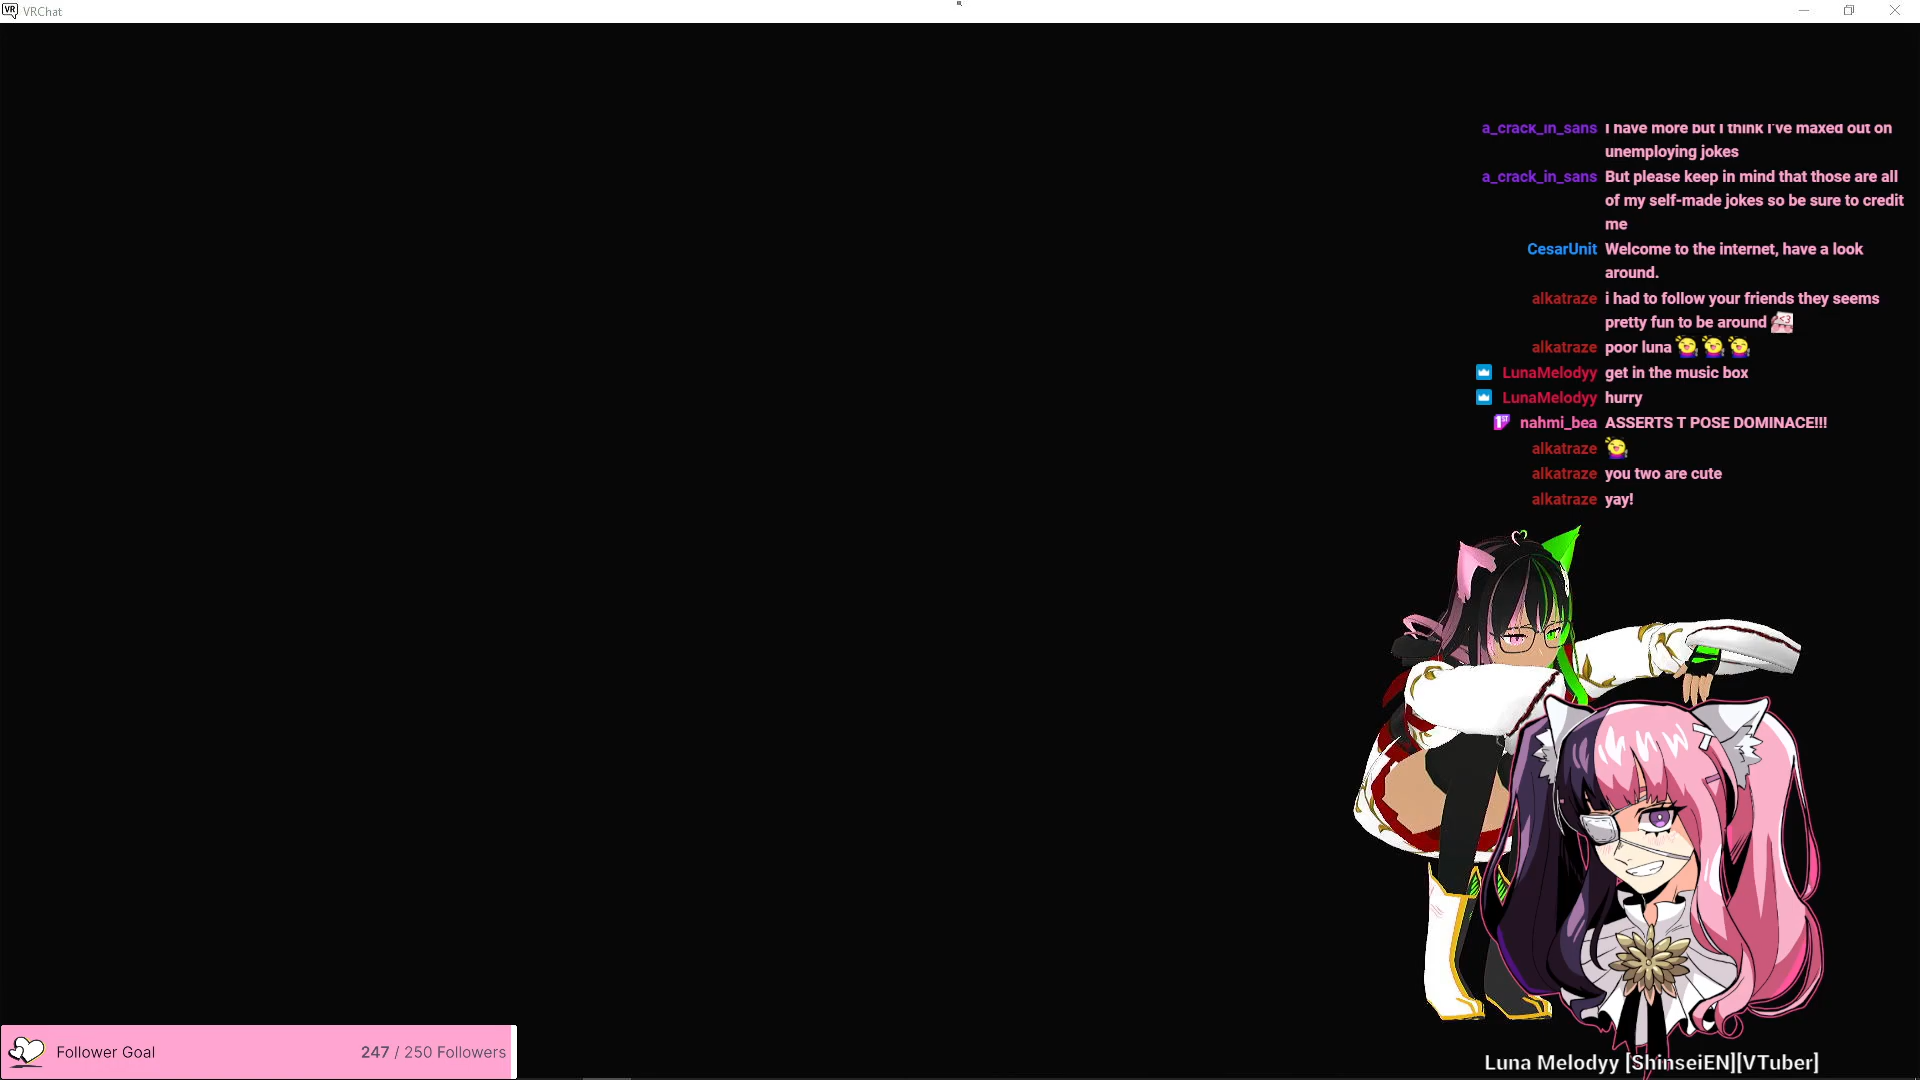 VR VRChat
a_crack_in_sans I have more but I think I've maxed out on
unemploying jokes
a_crack_in_sans But please keep in mind that those are all
of my self-made jokes so be sure to credit
me
CesarUnit Welcome to the internet, have a look
around.
alkatraze i had to follow your friends they seems
pretty fun to be around <3
alkatraze poor luna
LunaMelodyy get in the music box
LunaMelodyy hurry
1ST nahmi_bea ASSERTS T POSE DOMINACE!!!
alkatraze
alkatraze you two are cute
alkatraze yay!
Follower Goal 247 / 250 Followers
Luna Melodyy [ShinseiEN][VTuber]